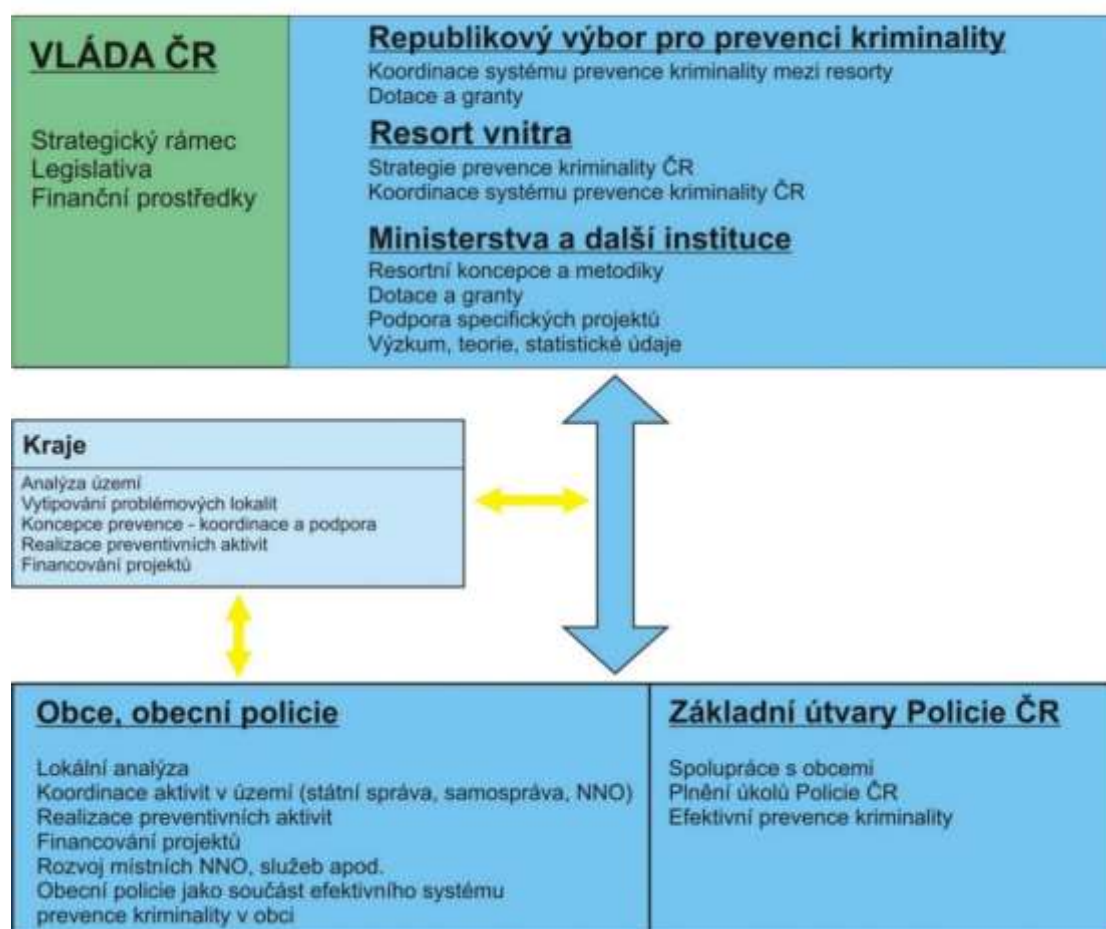 VLÁDA ČR
Strategický rámec
Legislativa
Finanční prostředky
Republikový výbor pro prevenci kriminality
Koordinace systému prevence kriminality mezi resorty
Dotace a granty
Resort vnitra
Strategie prevence kriminality ČR
Koordinace systému prevence kriminality ČR
Ministerstva a další instituce
Resortní koncepce a metodiky
Dotace a granty
Podpora specifických projektů
Výzkum, teorie, statistické údaje
Kraje
Analýza území
Vytipování problémových lokalit
Koncepce prevence - koordinace a podpora
Realizace preventivních aktivit
Financování projektů
Obce, obecní policie
Lokální analýza
Koordinace aktivit v území (státní správa, samospráva, NNO)
Realizace preventivních aktivit
Financování projektů
Rozvoj místních NNO, služeb apod.
Obecní policie jako součást efektivního systému
prevence kriminality v obci
Základní útvary Policie ČR
Spolupráce s obcemi
Plnění úkolů Policie ČR
Efektivní prevence kriminality